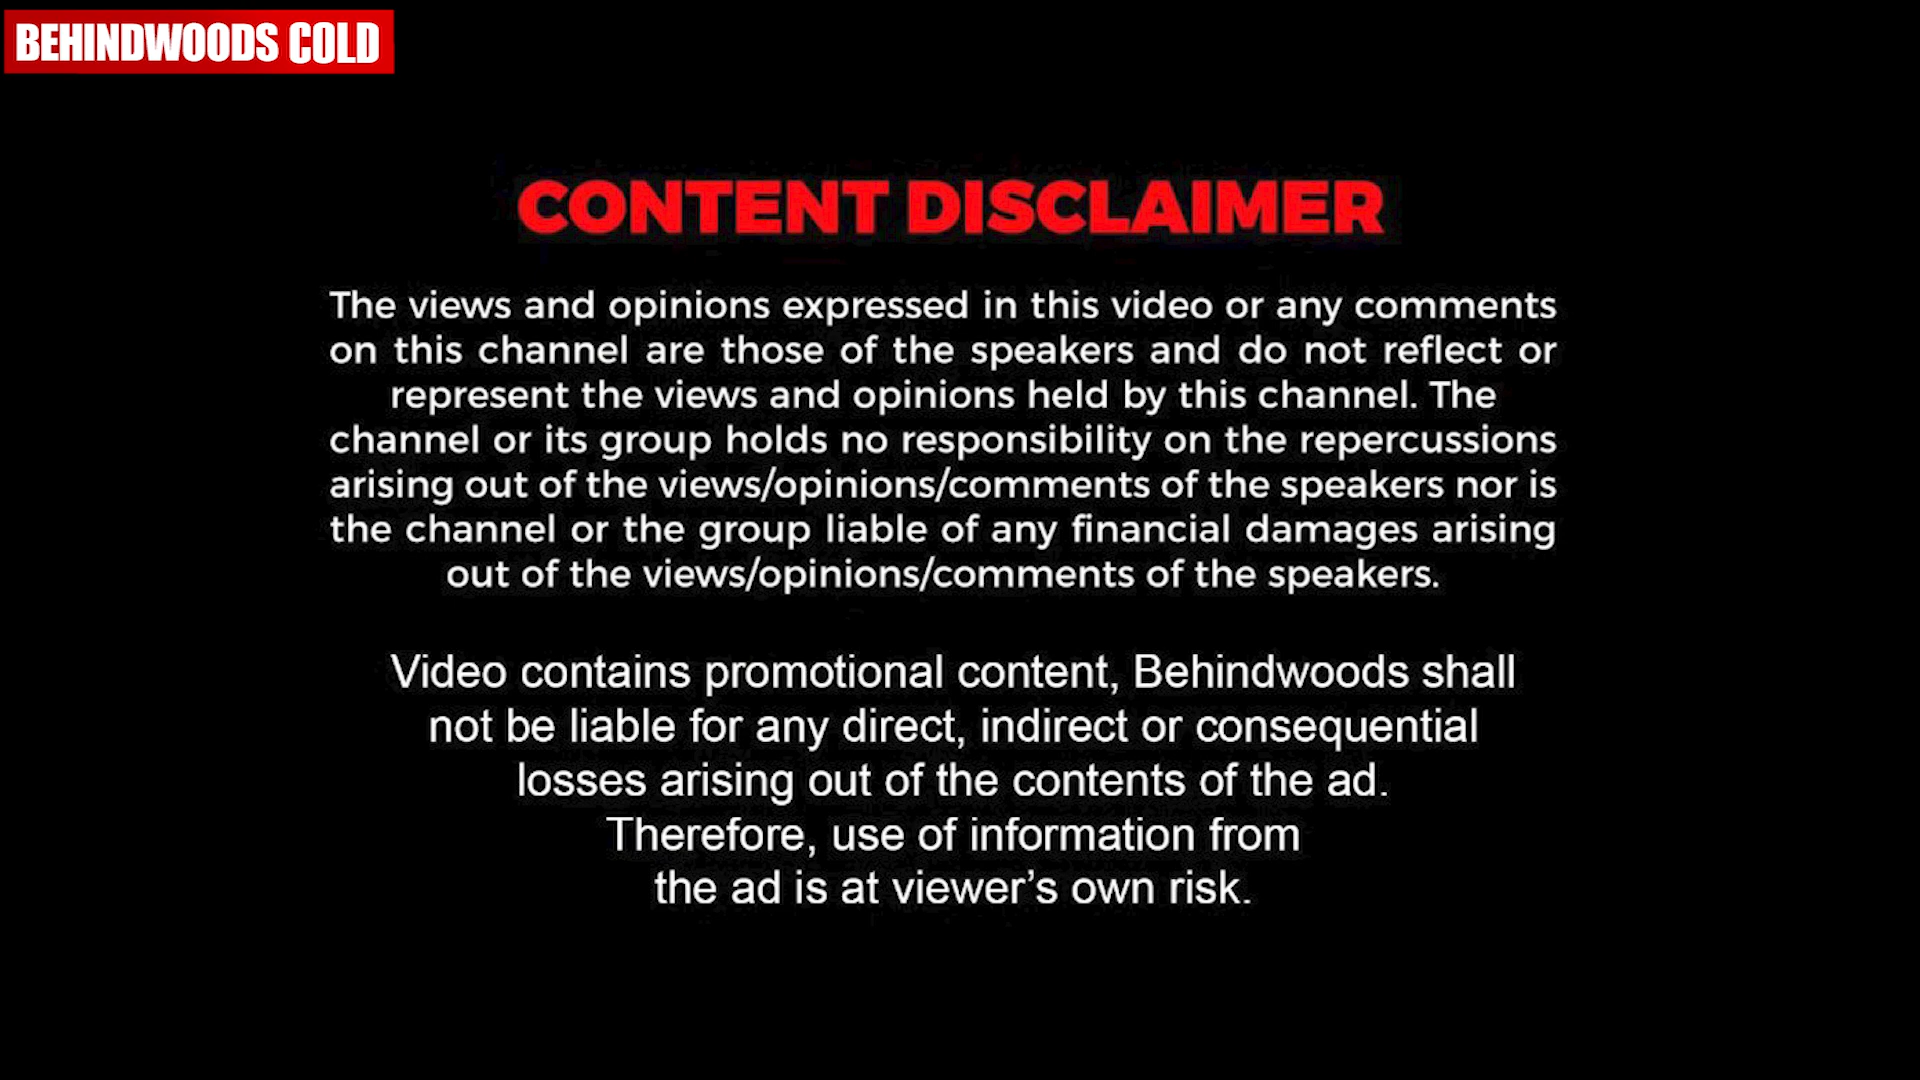 BEHINDWOODS COLD
CONTENT DISCLAIMER
The views and opinions expressed in this video or any comments
on this channel are those of the speakers and do not reflect or
represent the views and opinions held by this channel. The
channel or its group holds no responsibility on the repercussions
arising out of the views/opinions/comments of the speakers nor is
the channel or the group liable of any financial damages arising
out of the views/opinions/comments of the speakers.
Video contains promotional content, Behindwoods shall
not be liable for any direct, indirect or consequential
losses arising out of the contents of the ad.
Therefore, use of information from
the ad is at viewer’s own risk.